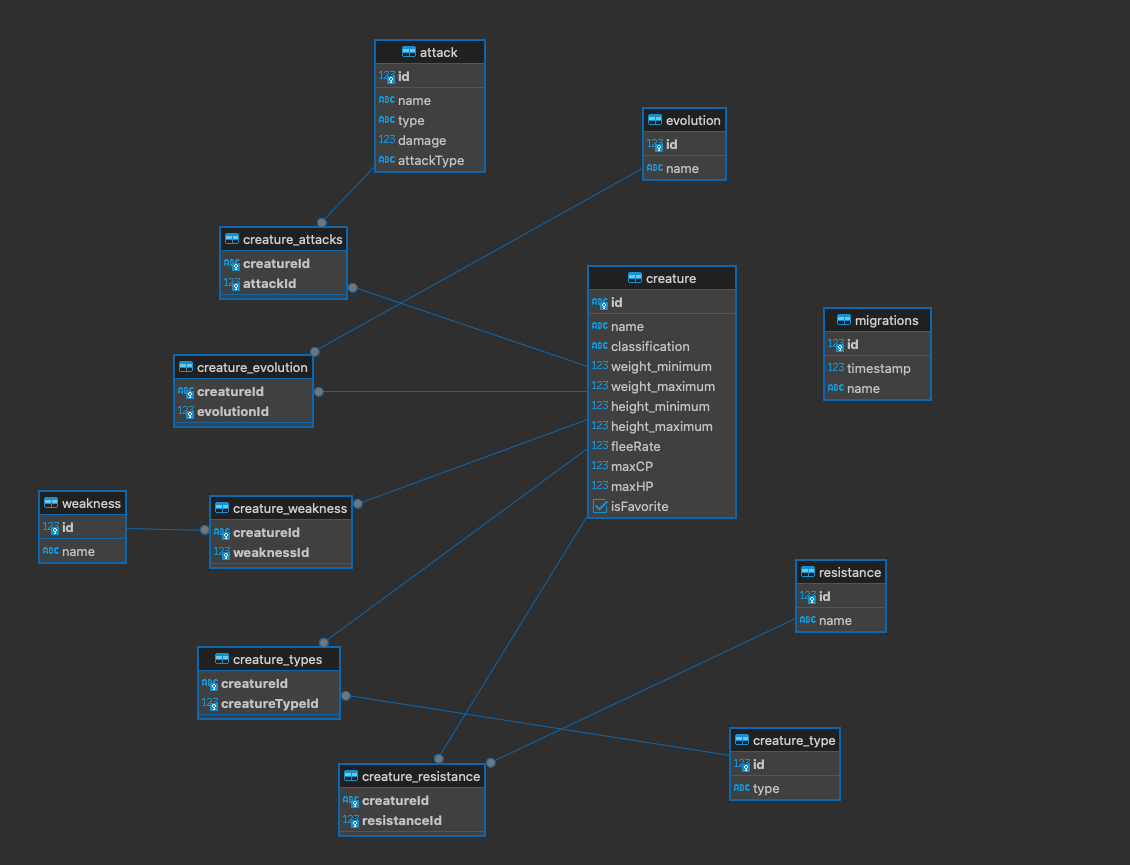 attack
123 id
ABC name
ABC type
123 damage
ABC attackType
evolution
123 id
ABC name
creature_attacks
ABC creatureId
123 attackId
creature
ABC id
ABC name
ABC classification
123 weight_minimum
123 weight_maximum
123 height_minimum
123 height_maximum
123 fleeRate
123 maxCP
123 maxHP
isFavorite
migrations
123 id
123 timestamp
ABC name
creature_evolution
ABC creatureId
123 evolutionId
weakness
123 id
ABC name
creature_weakness
ABC creatureId
123 weaknessId
resistance
123 id
ABC name
creature_types
ABC creatureId
123 creatureTypeId
creature_type
123 id
ABC type
creature_resistance
ABC creatureId
123 resistanceId